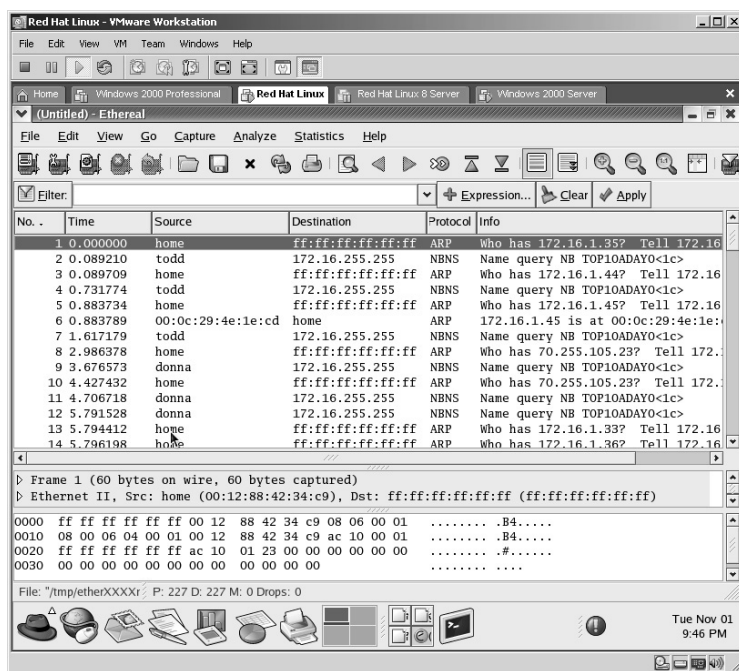 Red Hat Linux - VMware Workstation
File Edit View VM Team Windows Help
Home Windows 2000 Professional Red Hat Linux Red Hat Linux 8 Server Windows 2000 Server
(Untitled) - Ethereal
File Edit View Go Capture Analyze Statistics Help
Filter: Expression... Clear Apply
No. . Time Source Destination Protocol Info
1 0.000000 home ff:ff:ff:ff:ff:ff ARP Who has 172.16.1.35? Tell 172.16
2 0.089210 todd 172.16.255.255 NBNS Name query NB TOP10ADAY0<1c>
3 0.089709 home ff:ff:ff:ff:ff:ff ARP Who has 172.16.1.44? Tell 172.16
4 0.731774 todd 172.16.255.255 NBNS Name query NB TOP10ADAY0<1c>
5 0.883734 home ff:ff:ff:ff:ff:ff ARP Who has 172.16.1.45? Tell 172.16
6 0.883789 00:0c:29:4e:1e:cd home ARP 172.16.1.45 is at 00:0c:29:4e:1e:
7 1.617179 todd 172.16.255.255 NBNS Name query NB TOP10ADAY0<1c>
8 2.986378 home ff:ff:ff:ff:ff:ff ARP Who has 70.255.105.23? Tell 172.
9 3.676573 donna 172.16.255.255 NBNS Name query NB TOP10ADAY0<1c>
10 4.427432 home ff:ff:ff:ff:ff:ff ARP Who has 70.255.105.23? Tell 172.
11 4.706718 donna 172.16.255.255 NBNS Name query NB TOP10ADAY0<1c>
12 5.791528 donna 172.16.255.255 NBNS Name query NB TOP10ADAY0<1c>
13 5.794412 home ff:ff:ff:ff:ff:ff ARP Who has 172.16.1.33? Tell 172.16
14 5.796198 home ff:ff:ff:ff:ff:ff ARP Who has 172.16.1.36? Tell 172.16
Frame 1 (60 bytes on wire, 60 bytes captured)
Ethernet II, Src: home (00:12:88:42:34:c9), Dst: ff:ff:ff:ff:ff:ff (ff:ff:ff:ff:ff:ff)
0000 ff ff ff ff ff ff 00 12 88 42 34 c9 08 06 00 01 ........ .B4.....
0010 08 00 06 04 00 01 00 12 88 42 34 c9 ac 10 00 01 ........ .B4.....
0020 ff ff ff ff ff ff ac 10 01 23 00 00 00 00 00 00 ........ .#......
0030 00 00 00 00 00 00 00 00 00 00 00 00 ........ ....
File: "/tmp/etherXXXXr P: 227 D: 227 M: 0 Drops: 0
Tue Nov 01
9:46 PM